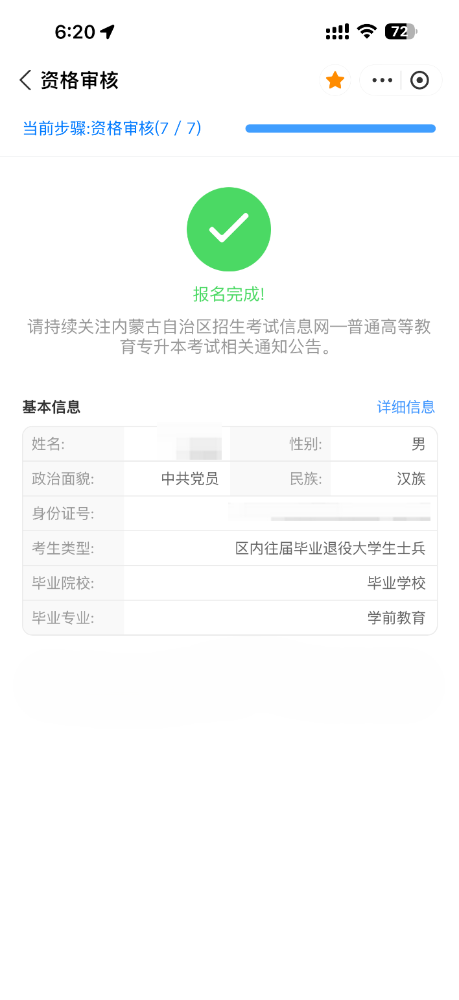 6:20
72
资格审核
当前步骤:资格审核(7 / 7)
报名完成!
请持续关注内蒙古自治区招生考试信息网—普通高等教
育专升本考试相关通知公告。
基本信息 详细信息
姓名: 性别: 男
政治面貌: 中共党员 民族: 汉族
身份证号:
考生类型: 区内往届毕业退役大学生士兵
毕业院校: 毕业学校
毕业专业: 学前教育